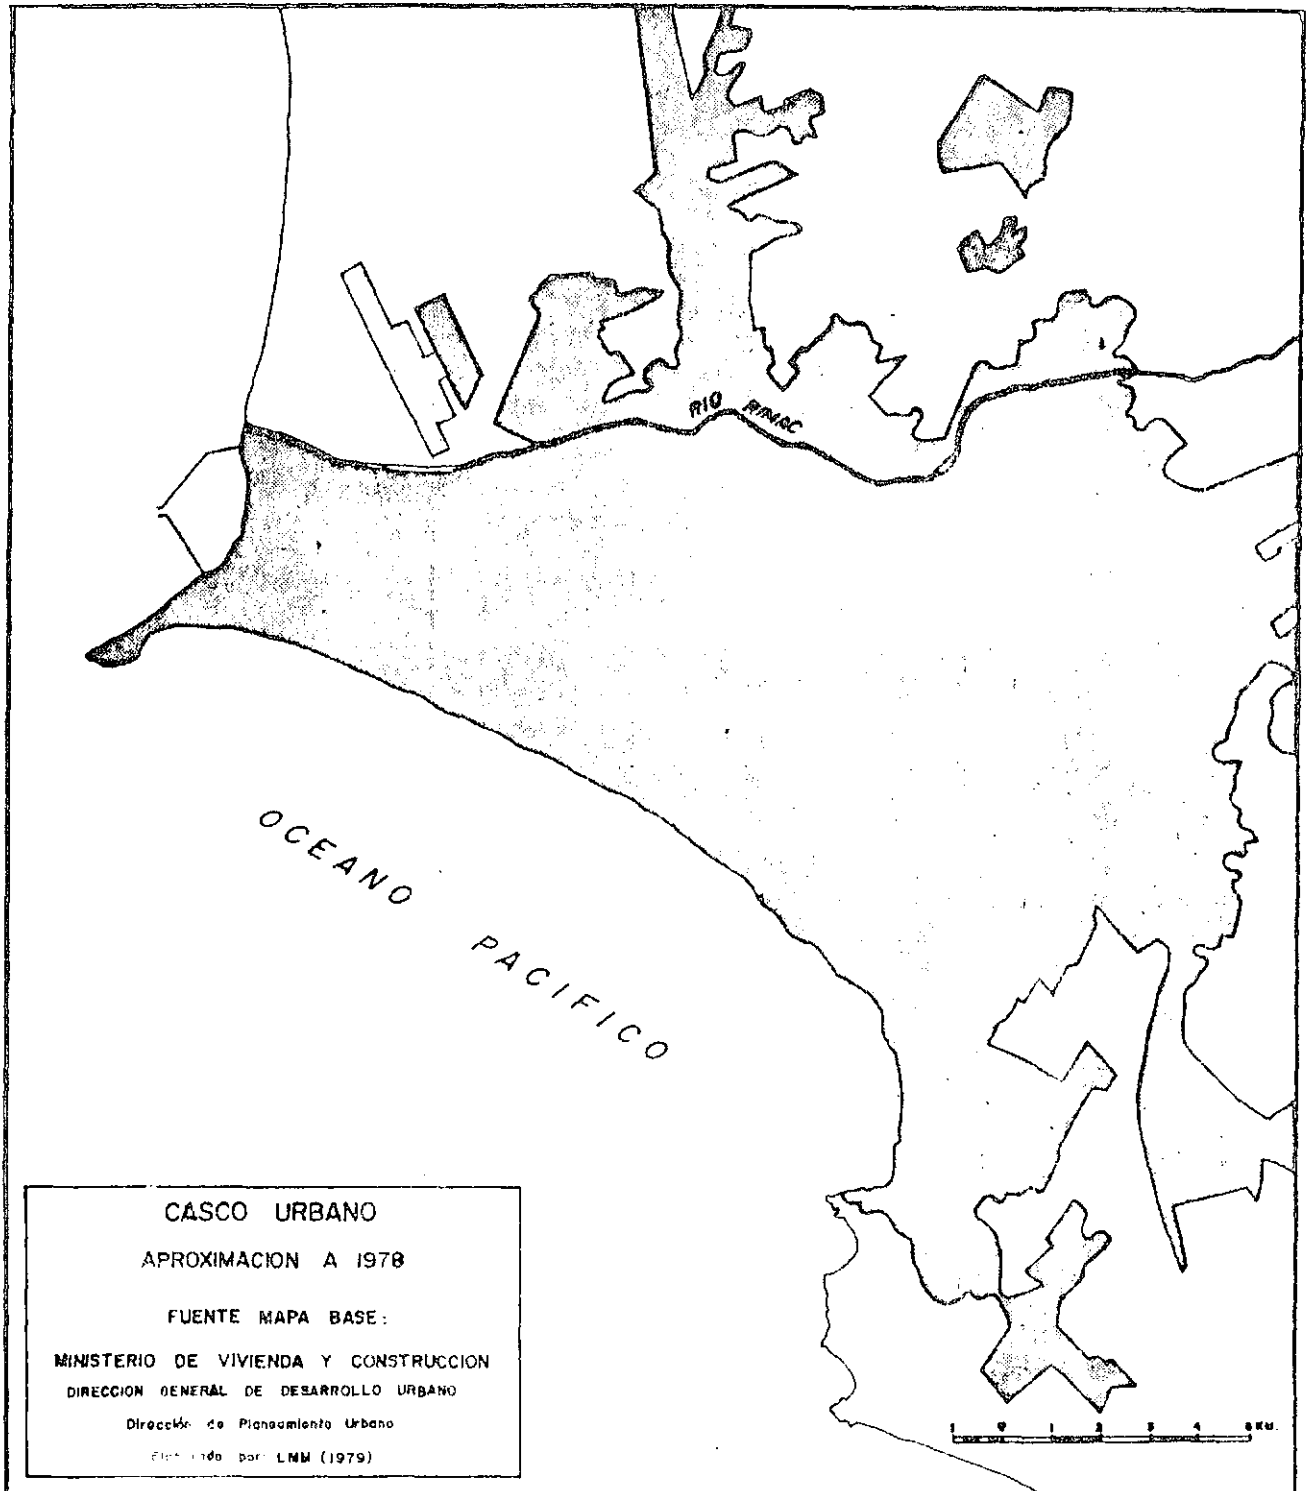 RIO RIMAC
OCEANO PACIFICO
CASCO URBANO
APROXIMACION A 1978
FUENTE MAPA BASE:
MINISTERIO DE VIVIENDA Y CONSTRUCCION
DIRECCION GENERAL DE DESARROLLO URBANO
Dirección de Planeamiento Urbano
por: LMM (1979)
1 0 1 2 3 4 5 KM.